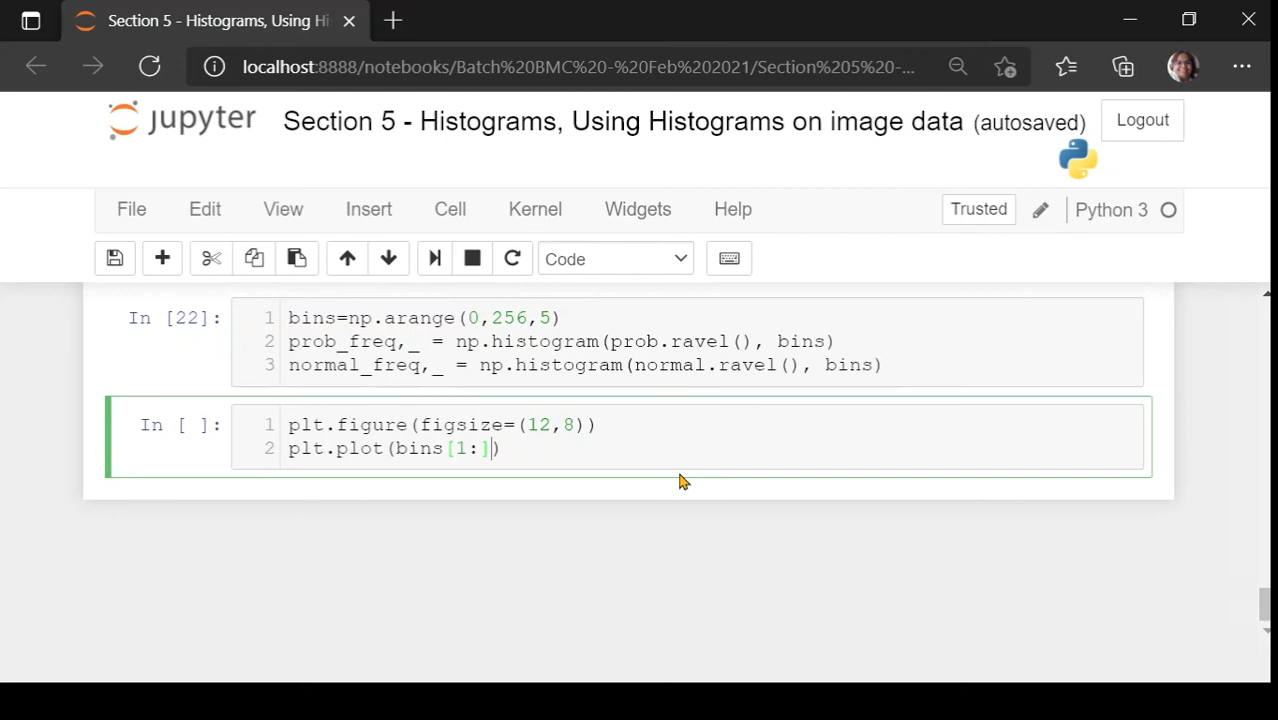 Section 5 - Histograms, Using Hi
localhost:8888/notebooks/Batch%20BMC%20-%20Feb%202021/Section%205%20-...
jupyter Section 5 - Histograms, Using Histograms on image data (autosaved) Logout
File Edit View Insert Cell Kernel Widgets Help Trusted Python 3
Code
In [22]: 1 bins=np.arange(0,256,5)
2 prob_freq,_ = np.histogram(prob.ravel(), bins)
3 normal_freq,_ = np.histogram(normal.ravel(), bins)
In [ ]: 1 plt.figure(figsize=(12,8))
2 plt.plot(bins[1:])